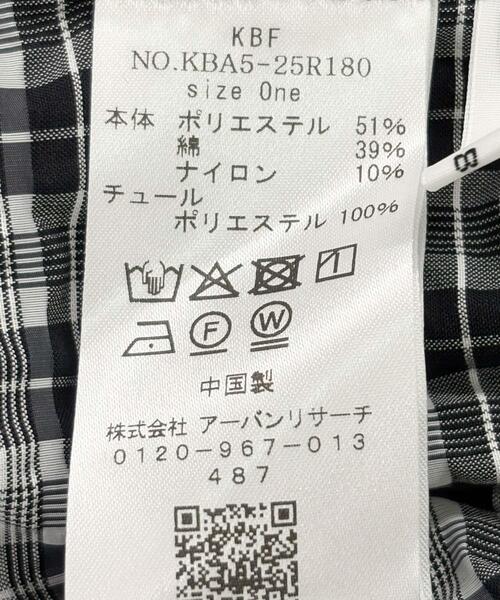 KBF
NO.KBA5-25R180
size One
本体 ポリエステル 51%
綿 39%
ナイロン 10%
チュール
ポリエステル 100%
F W
中国製
株式会社 アーバンリサーチ
0120-967-013
487
8